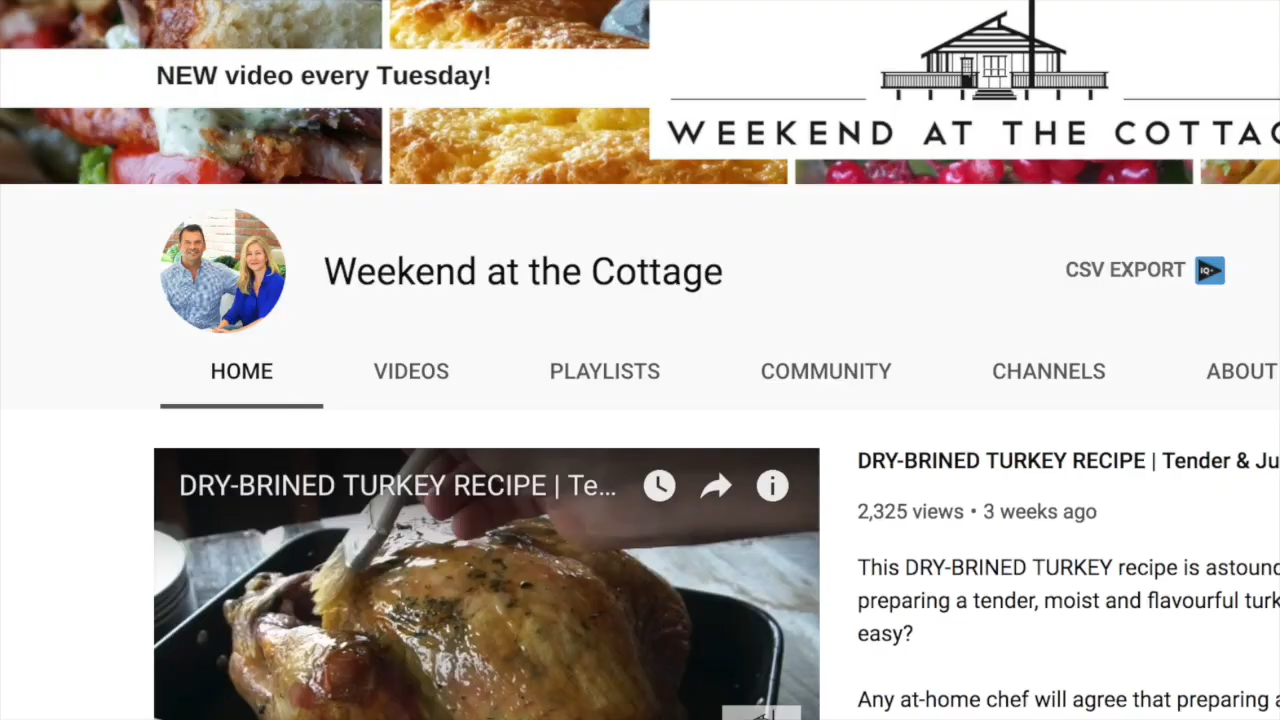 NEW video every Tuesday!
WEEKEND AT THE COTTAG
Weekend at the Cottage
CSV EXPORT
IQ
HOME
VIDEOS
PLAYLISTS
COMMUNITY
CHANNELS
ABOUT
DRY-BRINED TURKEY RECIPE | Te...
DRY-BRINED TURKEY RECIPE | Tender & Ju
2,325 views • 3 weeks ago
This DRY-BRINED TURKEY recipe is astound
preparing a tender, moist and flavourful turk
easy?
Any at-home chef will agree that preparing a